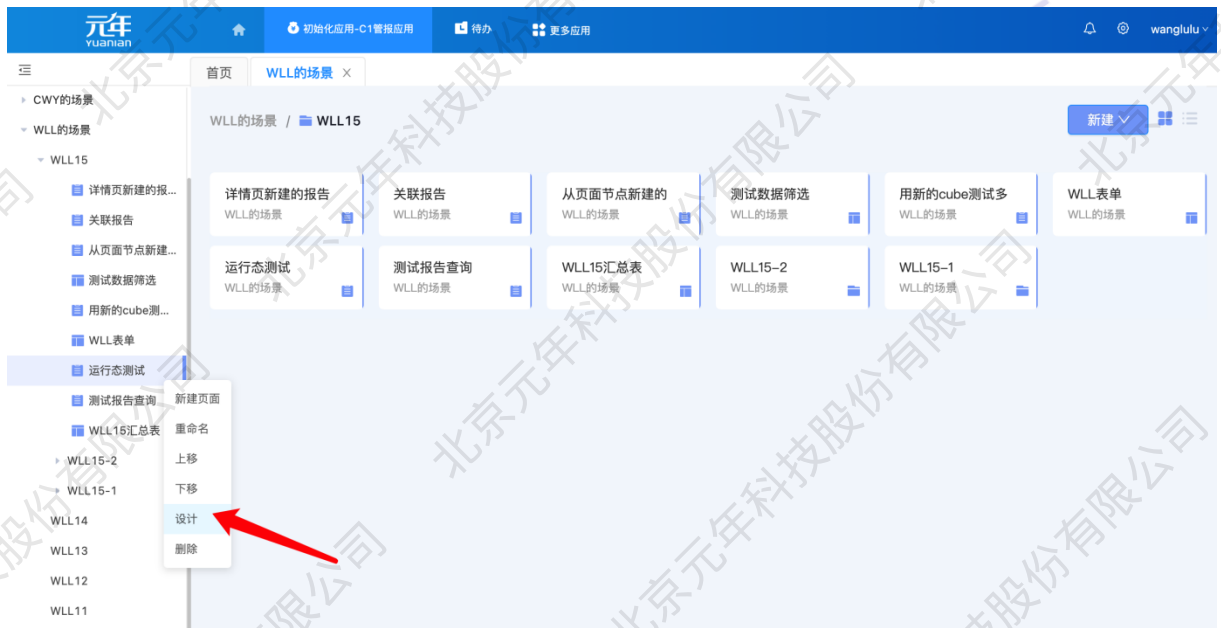 元年
yuanian
初始化应用-C1管报应用
待办
更多应用
wanglulu
首页
WLL的场景
CWY的场景
WLL的场景
WLL15
详情页新建的报...
关联报告
从页面节点新建...
测试数据筛选
用新的cube测...
WLL表单
运行态测试
测试报告查询
WLL15汇总表
WLL15-2
WLL15-1
WLL14
WLL13
WLL12
WLL11
新建页面
重命名
上移
下移
设计
删除
WLL的场景 / WLL15
新建
详情页新建的报告
WLL的场景
关联报告
WLL的场景
从页面节点新建的
WLL的场景
测试数据筛选
WLL的场景
用新的cube测试多
WLL的场景
WLL表单
WLL的场景
运行态测试
WLL的场景
测试报告查询
WLL的场景
WLL15汇总表
WLL的场景
WLL15-2
WLL的场景
WLL15-1
WLL的场景
北京元年科技股份有限公司